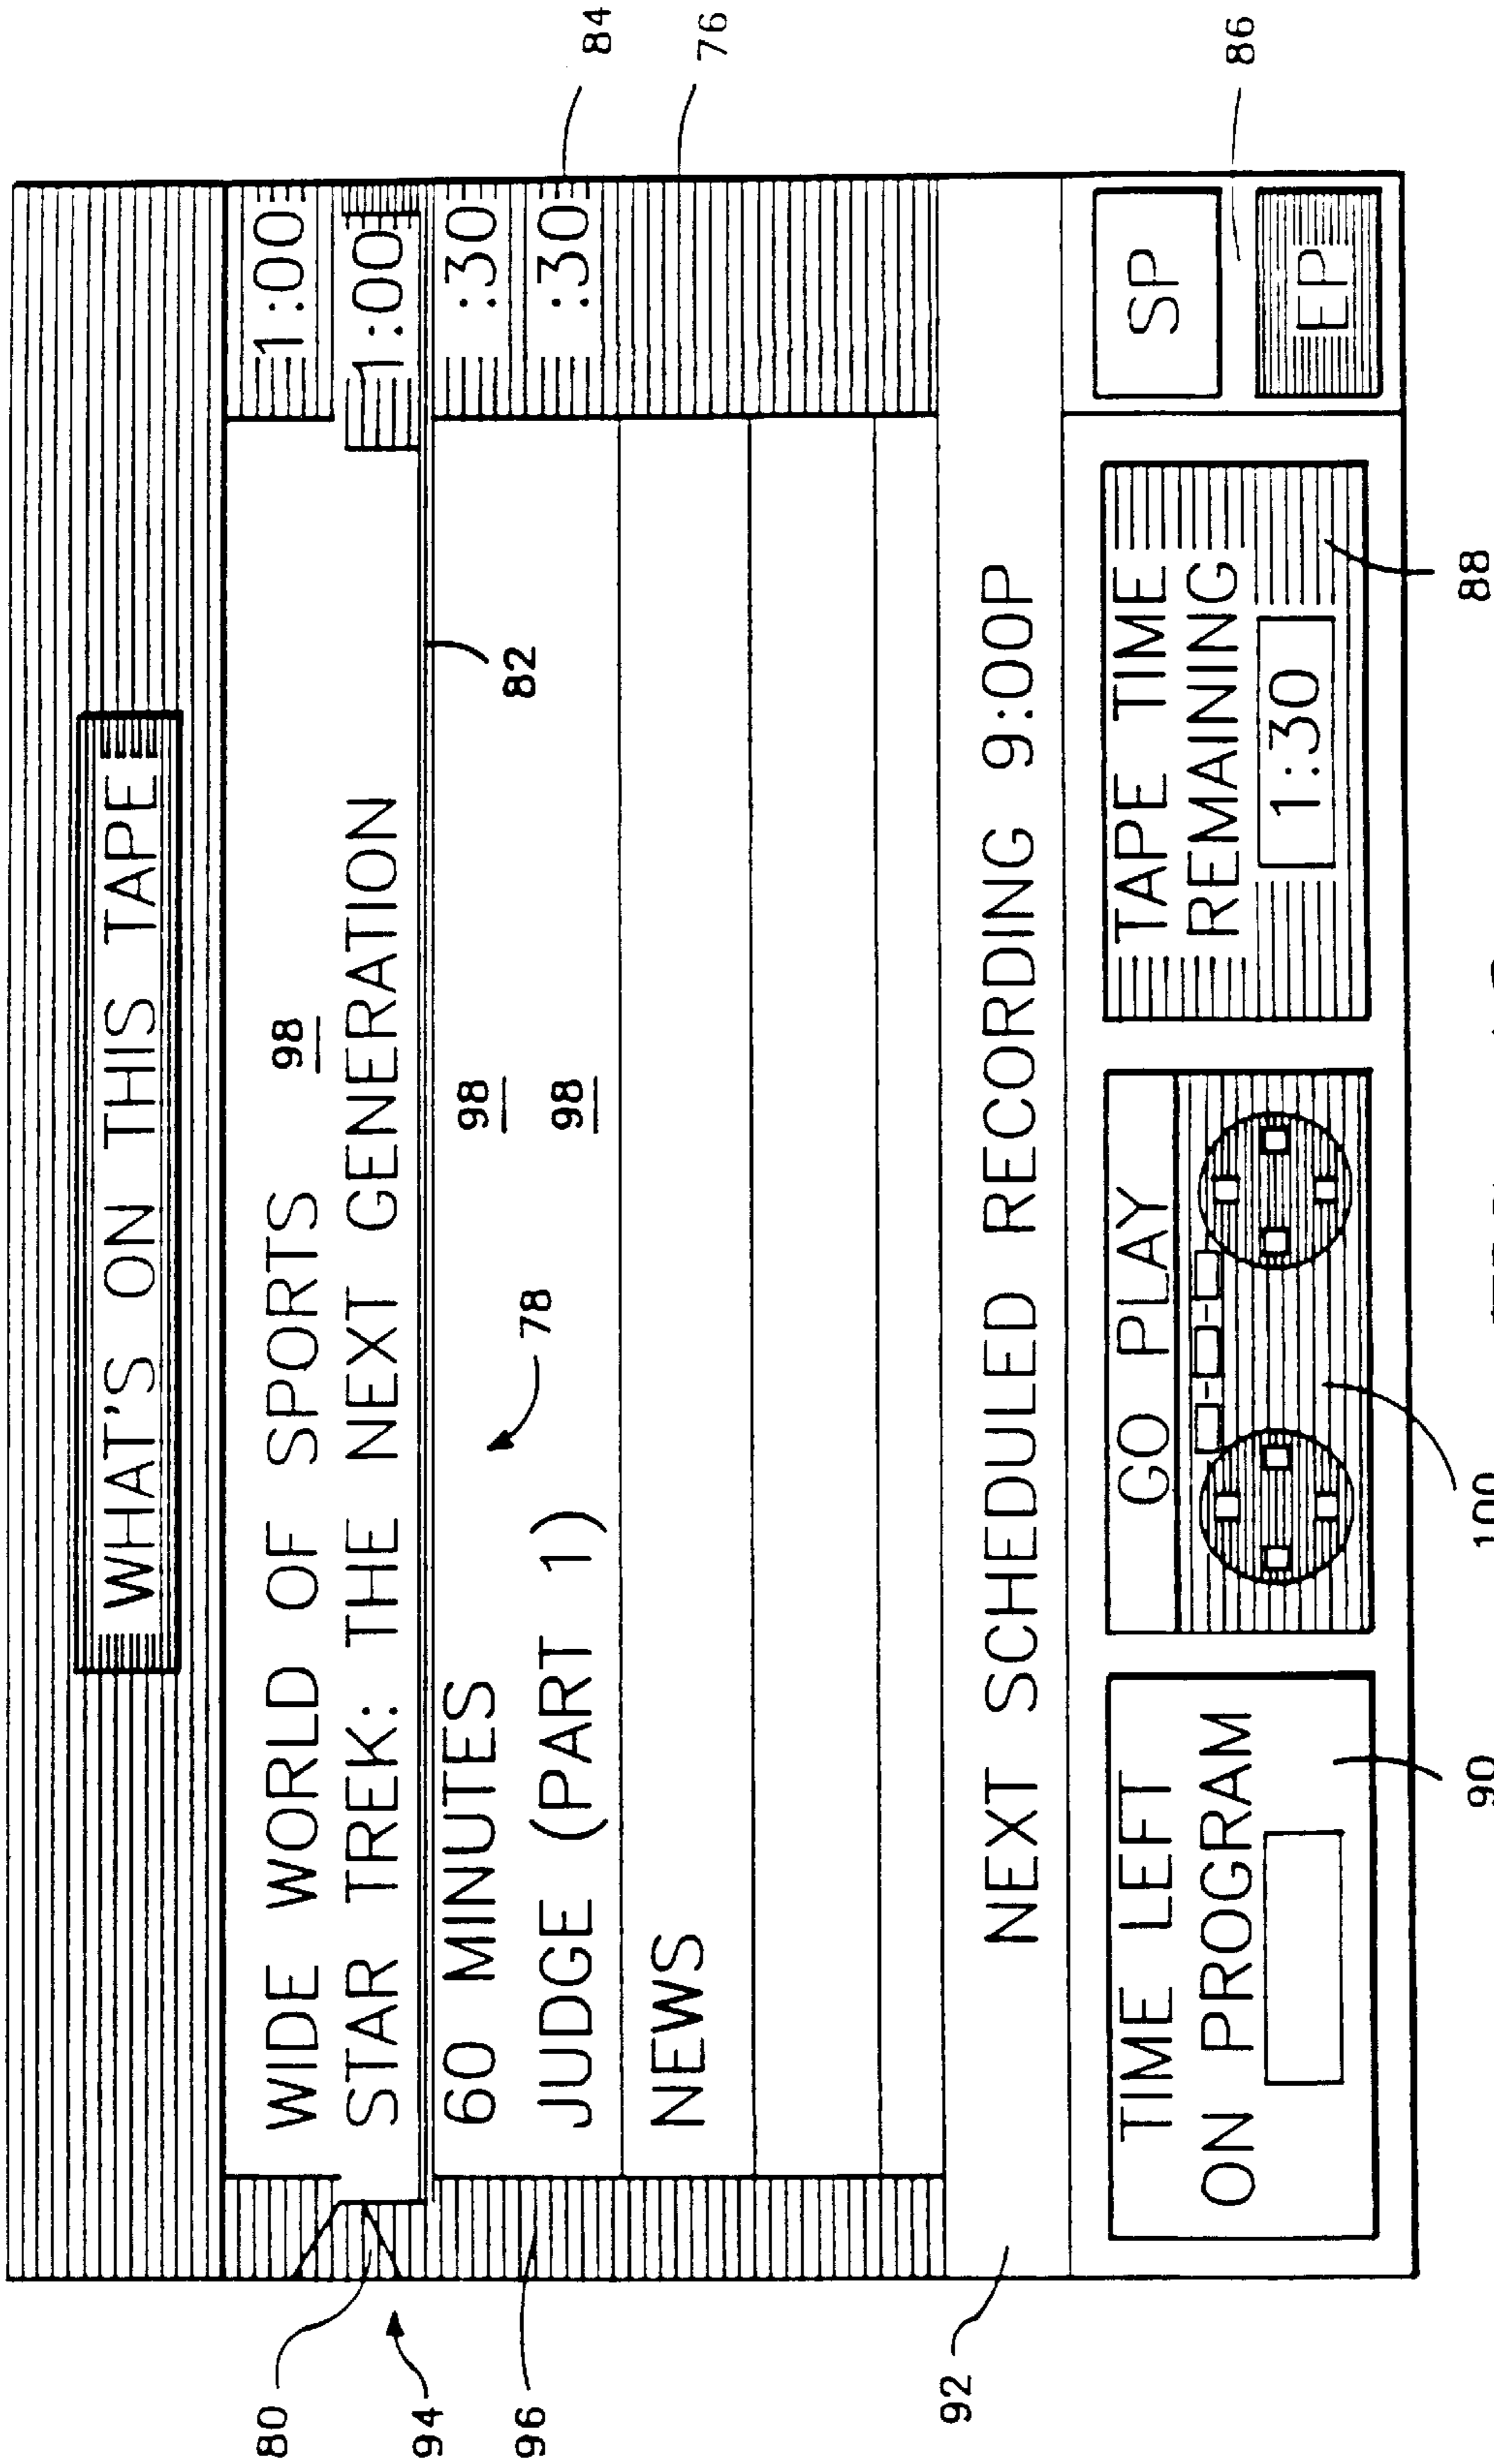 WHAT'S ON THIS TAPE
WIDE WORLD OF SPORTS 98 1:00
STAR TREK: THE NEXT GENERATION 1:00
60 MINUTES 98 :30
JUDGE (PART 1) 98 :30
NEWS
NEXT SCHEDULED RECORDING 9:00P
TIME LEFT
ON PROGRAM
GO PLAY
TAPE TIME
REMAINING
1:30
SP
EP
80
94
96
92
78
82
84
76
86
90
100
88